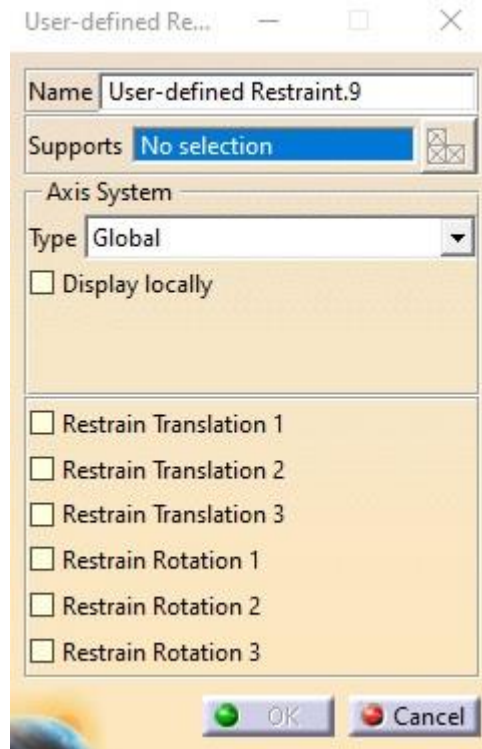 User-defined Re...
Name User-defined Restraint.9
Supports No selection
Axis System
Type Global
Display locally
Restrain Translation 1
Restrain Translation 2
Restrain Translation 3
Restrain Rotation 1
Restrain Rotation 2
Restrain Rotation 3
OK Cancel